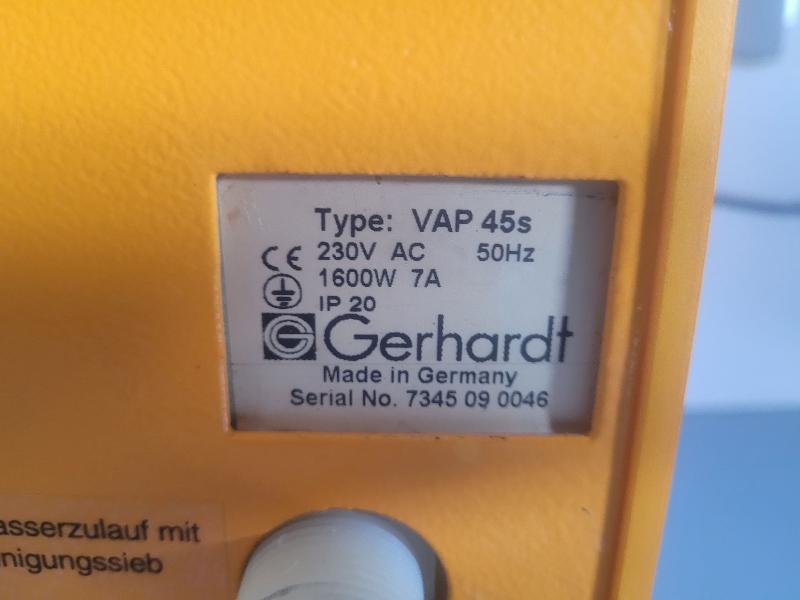 Type: VAP 45s
CE 230V AC 50Hz
1600W 7A
IP 20
G Gerhardt
Made in Germany
Serial No. 7345 09 0046
asserzulauf mit
nigungssieb